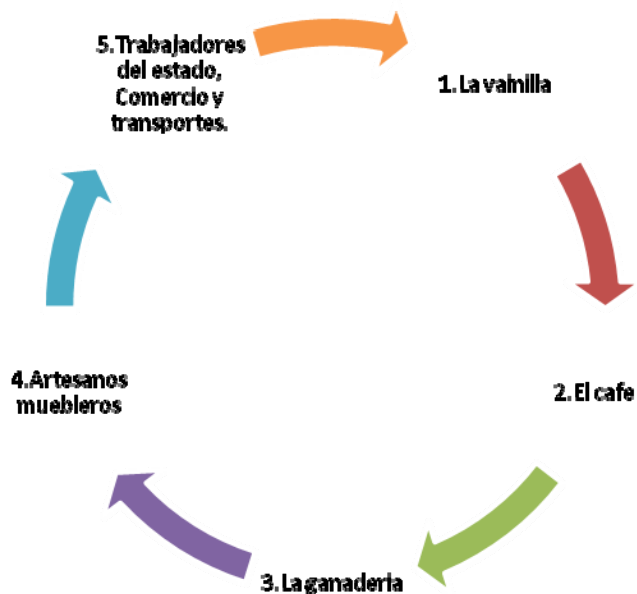 1. La vainilla
2. El cafe
3. La ganaderia
4. Artesanos
muebleros
5. Trabajadores
del estado,
Comercio y
transportes.